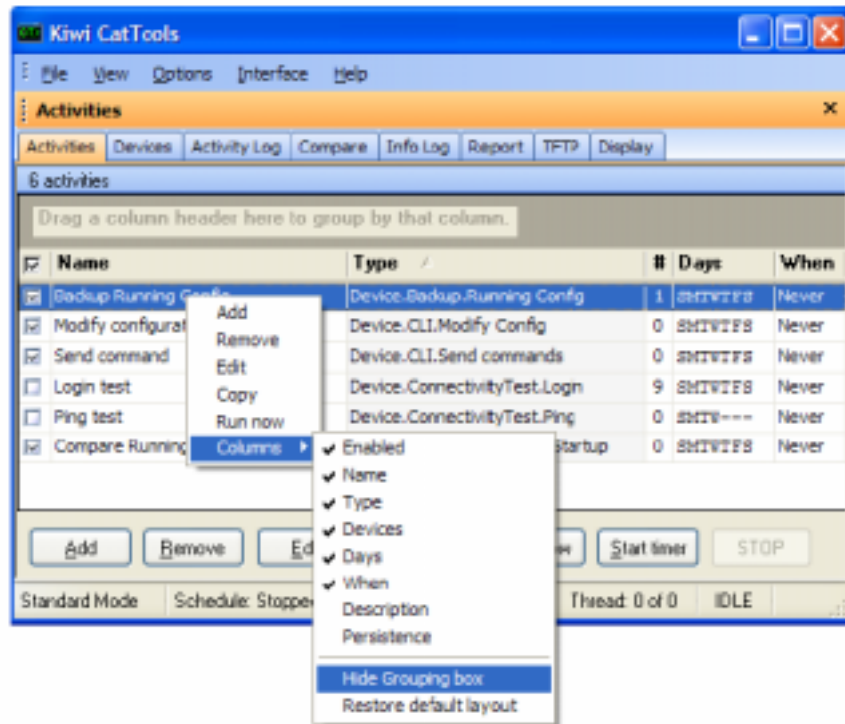 Kiwi CatTools
File View Options Interface Help
Activities
Activities Devices Activity Log Compare Info Log Report TFTP Display
6 activities
Drag a column header here to group by that column.
Name Type # Days When
Backup Running Config Device.Backup.Running Config 1 SMTWTFS Never
Modify configurat Device.CLI.Modify Config 0 SMTWTFS Never
Send command Device.CLI.Send commands 0 SMTWTFS Never
Login test Device.ConnectivityTest.Login 9 SMTWTFS Never
Ping test Device.ConnectivityTest.Ping 0 SMTW--- Never
Compare Running Startup 0 SMTWTFS Never
Add
Remove
Edit
Copy
Run now
Columns
Enabled
Name
Type
Devices
Days
When
Description
Persistence
Hide Grouping box
Restore default layout
Add Remove Ed Start timer STOP
Standard Mode Schedule: Stoppe Thread: 0 of 0 IDLE